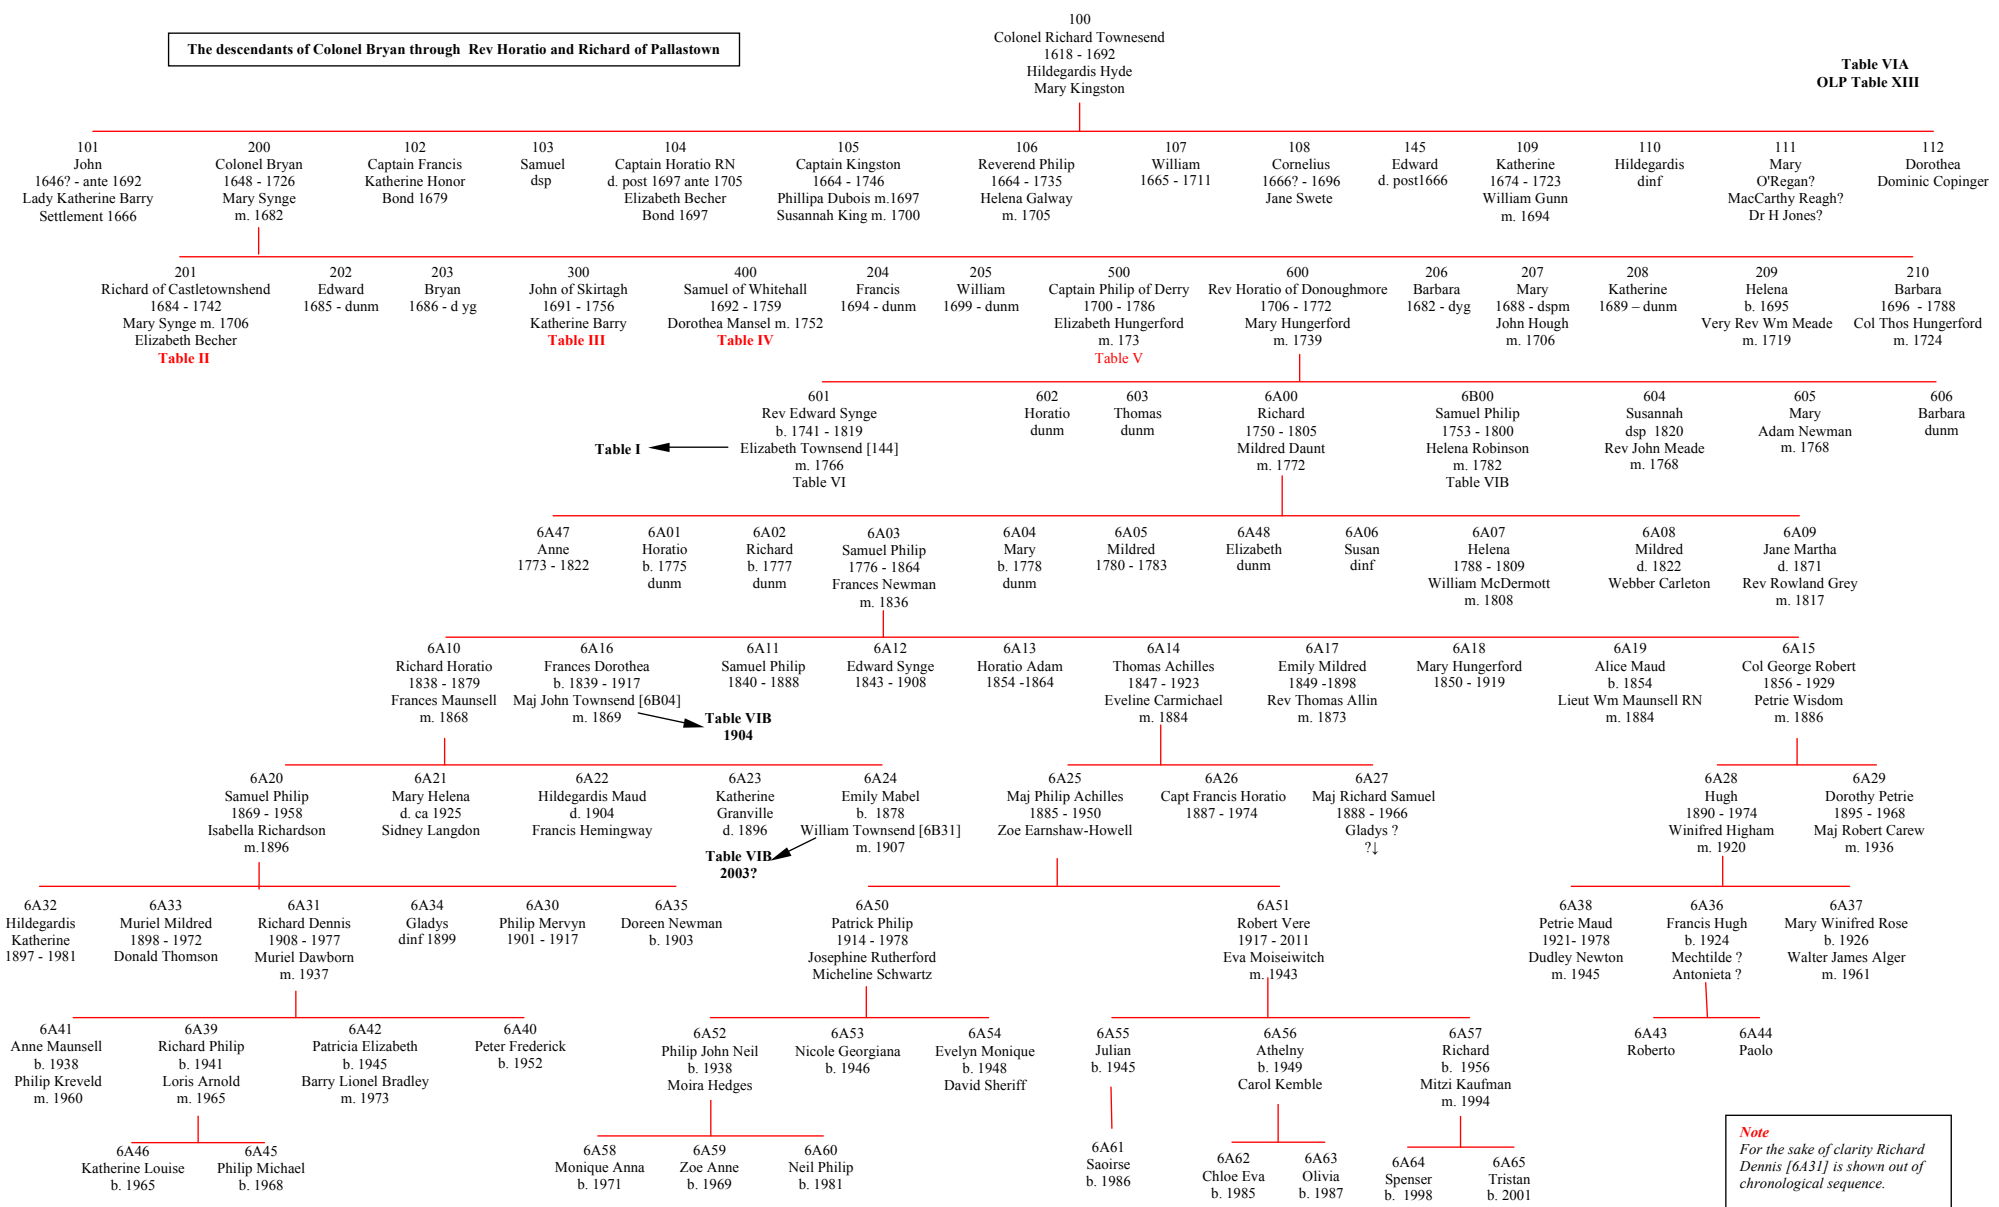 The descendants of Colonel Bryan through Rev Horatio and Richard of Pallastown
100
Colonel Richard Townesend
1618 - 1692
Hildegardis Hyde
Mary Kingston
Table VIA
OLP Table XIII
101
John
1646? - ante 1692
Lady Katherine Barry
Settlement 1666
200
Colonel Bryan
1648 - 1726
Mary Synge
m. 1682
102
Captain Francis
Katherine Honor
Bond 1679
103
Samuel
dsp
104
Captain Horatio RN
d. post 1697 ante 1705
Elizabeth Becher
Bond 1697
105
Captain Kingston
1664 - 1746
Phillipa Dubois m.1697
Susannah King m. 1700
106
Reverend Philip
1664 - 1735
Helena Galway
m. 1705
107
William
1665 - 1711
108
Cornelius
1666? - 1696
Jane Swete
145
Edward
d. post1666
109
Katherine
1674 - 1723
William Gunn
m. 1694
110
Hildegardis
dinf
111
Mary
O'Regan?
MacCarthy Reagh?
Dr H Jones?
112
Dorothea
Dominic Copinger
201
Richard of Castletownshend
1684 - 1742
Mary Synge m. 1706
Elizabeth Becher
Table II
202
Edward
1685 - dunm
203
Bryan
1686 - d yg
300
John of Skirtagh
1691 - 1756
Katherine Barry
Table III
400
Samuel of Whitehall
1692 - 1759
Dorothea Mansel m. 1752
Table IV
204
Francis
1694 - dunm
205
William
1699 - dunm
500
Captain Philip of Derry
1700 - 1786
Elizabeth Hungerford
m. 173
Table V
600
Rev Horatio of Donoughmore
1706 - 1772
Mary Hungerford
m. 1739
206
Barbara
1682 - dyg
207
Mary
1688 - dspm
John Hough
m. 1706
208
Katherine
1689 – dunm
209
Helena
b. 1695
Very Rev Wm Meade
m. 1719
210
Barbara
1696 - 1788
Col Thos Hungerford
m. 1724
601
Rev Edward Synge
b. 1741 - 1819
Elizabeth Townsend [144]
m. 1766
Table VI
Table I
602
Horatio
dunm
603
Thomas
dunm
6A00
Richard
1750 - 1805
Mildred Daunt
m. 1772
6B00
Samuel Philip
1753 - 1800
Helena Robinson
m. 1782
Table VIB
604
Susannah
dsp 1820
Rev John Meade
m. 1768
605
Mary
Adam Newman
m. 1768
606
Barbara
dunm
6A47
Anne
1773 - 1822
6A01
Horatio
b. 1775
dunm
6A02
Richard
b. 1777
dunm
6A03
Samuel Philip
1776 - 1864
Frances Newman
m. 1836
6A04
Mary
b. 1778
dunm
6A05
Mildred
1780 - 1783
6A48
Elizabeth
dunm
6A06
Susan
dinf
6A07
Helena
1788 - 1809
William McDermott
m. 1808
6A08
Mildred
d. 1822
Webber Carleton
6A09
Jane Martha
d. 1871
Rev Rowland Grey
m. 1817
6A10
Richard Horatio
1838 - 1879
Frances Maunsell
m. 1868
6A16
Frances Dorothea
b. 1839 - 1917
Maj John Townsend [6B04]
m. 1869
Table VIB
1904
6A11
Samuel Philip
1840 - 1888
6A12
Edward Synge
1843 - 1908
6A13
Horatio Adam
1854 -1864
6A14
Thomas Achilles
1847 - 1923
Eveline Carmichael
m. 1884
6A17
Emily Mildred
1849 -1898
Rev Thomas Allin
m. 1873
6A18
Mary Hungerford
1850 - 1919
6A19
Alice Maud
b. 1854
Lieut Wm Maunsell RN
m. 1884
6A15
Col George Robert
1856 - 1929
Petrie Wisdom
m. 1886
6A20
Samuel Philip
1869 - 1958
Isabella Richardson
m.1896
6A21
Mary Helena
d. ca 1925
Sidney Langdon
6A22
Hildegardis Maud
d. 1904
Francis Hemingway
6A23
Katherine
Granville
d. 1896
6A24
Emily Mabel
b. 1878
William Townsend [6B31]
m. 1907
Table VIB
2003?
6A25
Maj Philip Achilles
1885 - 1950
Zoe Earnshaw-Howell
6A26
Capt Francis Horatio
1887 - 1974
6A27
Maj Richard Samuel
1888 - 1966
Gladys ?
?↓
6A28
Hugh
1890 - 1974
Winifred Higham
m. 1920
6A29
Dorothy Petrie
1895 - 1968
Maj Robert Carew
m. 1936
6A32
Hildegardis
Katherine
1897 - 1981
6A33
Muriel Mildred
1898 - 1972
Donald Thomson
6A31
Richard Dennis
1908 - 1977
Muriel Dawborn
m. 1937
6A34
Gladys
dinf 1899
6A30
Philip Mervyn
1901 - 1917
6A35
Doreen Newman
b. 1903
6A50
Patrick Philip
1914 - 1978
Josephine Rutherford
Micheline Schwartz
6A51
Robert Vere
1917 - 2011
Eva Moiseiwitch
m. 1943
6A38
Petrie Maud
1921- 1978
Dudley Newton
m. 1945
6A36
Francis Hugh
b. 1924
Mechtilde ?
Antonieta ?
6A37
Mary Winifred Rose
b. 1926
Walter James Alger
m. 1961
6A41
Anne Maunsell
b. 1938
Philip Kreveld
m. 1960
6A39
Richard Philip
b. 1941
Loris Arnold
m. 1965
6A42
Patricia Elizabeth
b. 1945
Barry Lionel Bradley
m. 1973
6A40
Peter Frederick
b. 1952
6A52
Philip John Neil
b. 1938
Moira Hedges
6A53
Nicole Georgiana
b. 1946
6A54
Evelyn Monique
b. 1948
David Sheriff
6A55
Julian
b. 1945
6A56
Athelny
b. 1949
Carol Kemble
6A57
Richard
b. 1956
Mitzi Kaufman
m. 1994
6A43
Roberto
6A44
Paolo
6A46
Katherine Louise
b. 1965
6A45
Philip Michael
b. 1968
6A58
Monique Anna
b. 1971
6A59
Zoe Anne
b. 1969
6A60
Neil Philip
b. 1981
6A61
Saoirse
b. 1986
6A62
Chloe Eva
b. 1985
6A63
Olivia
b. 1987
6A64
Spenser
b. 1998
6A65
Tristan
b. 2001
Note
For the sake of clarity Richard
Dennis [6A31] is shown out of
chronological sequence.